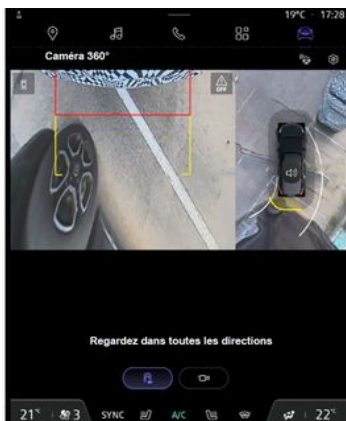 19°C · 17:28
Caméra 360°
OFF
Regardez dans toutes les directions
21°C 3 SYNC A/C 22°C